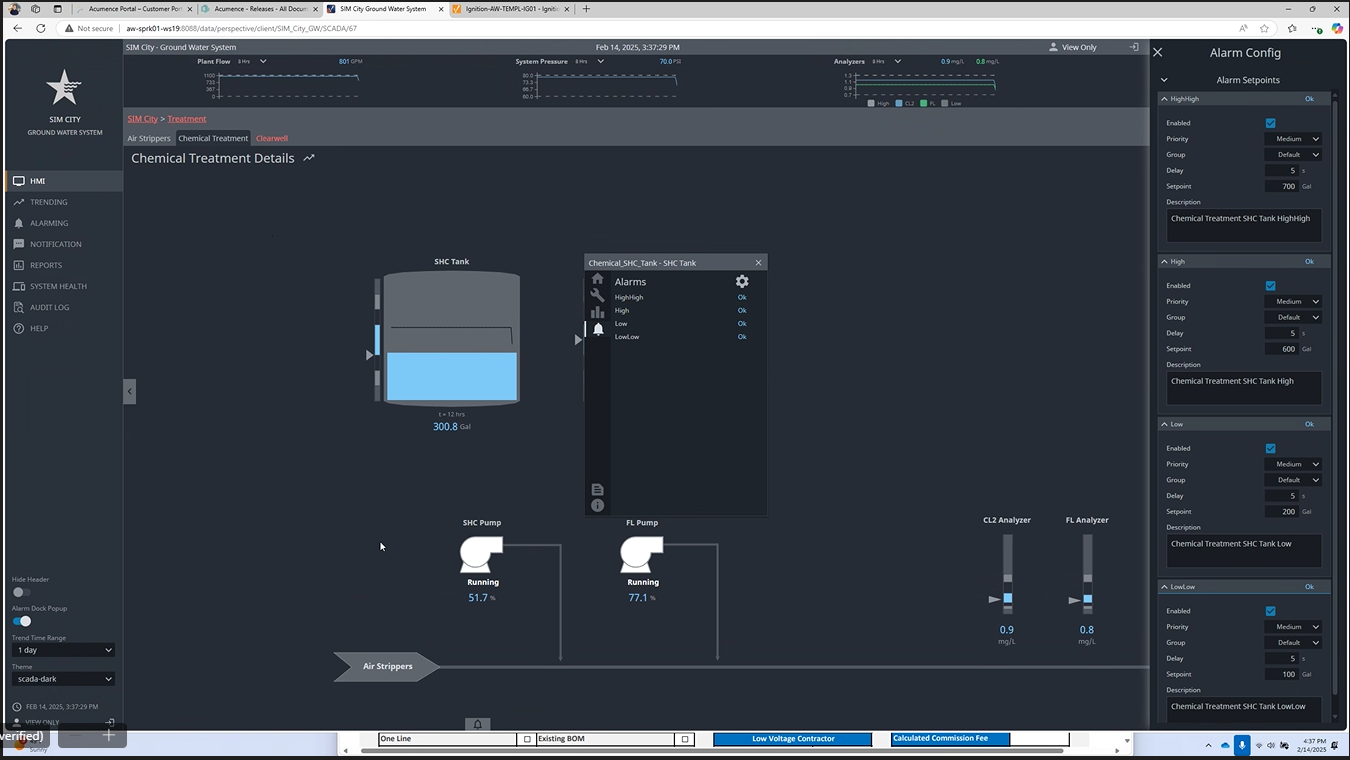 Acumence Portal – Customer Port
Acumence - Releases - All Docum
SIM City Ground Water System
Ignition-AW-TEMPL-IG01 - Igniti
Not secure
aw-sprk01-ws19:8088/data/perspective/client/SIM_City_GW/SCADA/67
SIM City - Ground Water System
Feb 14, 2025, 3:37:29 PM
View Only
Plant Flow
8 Hrs
801 GPM
1100
733
367
0
System Pressure
8 Hrs
70.0 PSI
80.0
73.3
66.7
60.0
Analyzers
8 Hrs
0.9 mg/L
0.8 mg/L
1.3
1.1
0.9
0.7
High
CL2
FL
Low
SIM CITY
GROUND WATER SYSTEM
HMI
TRENDING
ALARMING
NOTIFICATION
REPORTS
SYSTEM HEALTH
AUDIT LOG
HELP
Hide Header
Alarm Dock Popup
Trend Time Range
1 day
Theme
scada-dark
FEB 14, 2025, 3:37:29 PM
VIEW ONLY
verified)
Sunny
SIM City > Treatment
Air Strippers
Chemical Treatment
Clearwell
Chemical Treatment Details
SHC Tank
t = 12 hrs
300.8 Gal
Chemical_SHC_Tank - SHC Tank
Alarms
HighHigh Ok
High Ok
Low Ok
LowLow Ok
SHC Pump
Running
51.7 %
FL Pump
Running
77.1 %
CL2 Analyzer
0.9
mg/L
FL Analyzer
0.8
mg/L
Air Strippers
Alarm Config
Alarm Setpoints
HighHigh Ok
Enabled
Priority Medium
Group Default
Delay 5 s
Setpoint 700 Gal
Description
Chemical Treatment SHC Tank HighHigh
High Ok
Enabled
Priority Medium
Group Default
Delay 5 s
Setpoint 600 Gal
Description
Chemical Treatment SHC Tank High
Low Ok
Enabled
Priority Medium
Group Default
Delay 5 s
Setpoint 200 Gal
Description
Chemical Treatment SHC Tank Low
LowLow Ok
Enabled
Priority Medium
Group Default
Delay 5 s
Setpoint 100 Gal
Description
Chemical Treatment SHC Tank LowLow
One Line
Existing BOM
Low Voltage Contractor
Calculated Commission Fee
4:37 PM
2/14/2025